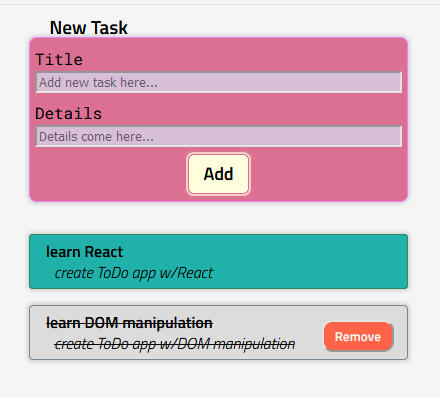 New Task
Title
Add new task here...
Details
Details come here...
Add
learn React
create ToDo app w/React
learn DOM manipulation
create ToDo app w/DOM manipulation
Remove